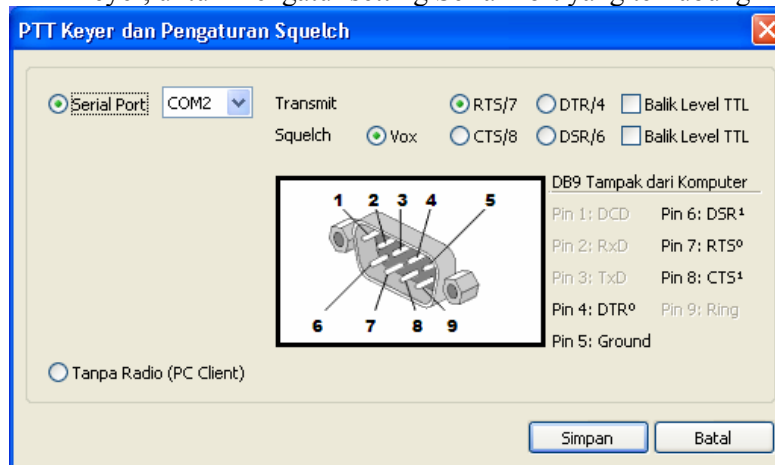 PTT Keyer dan Pengaturan Squelch
Serial Port COM2 Transmit RTS/7 DTR/4 Balik Level TTL
Squelch Vox CTS/8 DSR/6 Balik Level TTL
DB9 Tampak dari Komputer
1 2 3 4 5
6 7 8 9
Pin 1: DCD Pin 6: DSR¹
Pin 2: RxD Pin 7: RTS⁰
Pin 3: TxD Pin 8: CTS¹
Pin 4: DTR⁰ Pin 9: Ring
Pin 5: Ground
Tanpa Radio (PC Client)
Simpan Batal